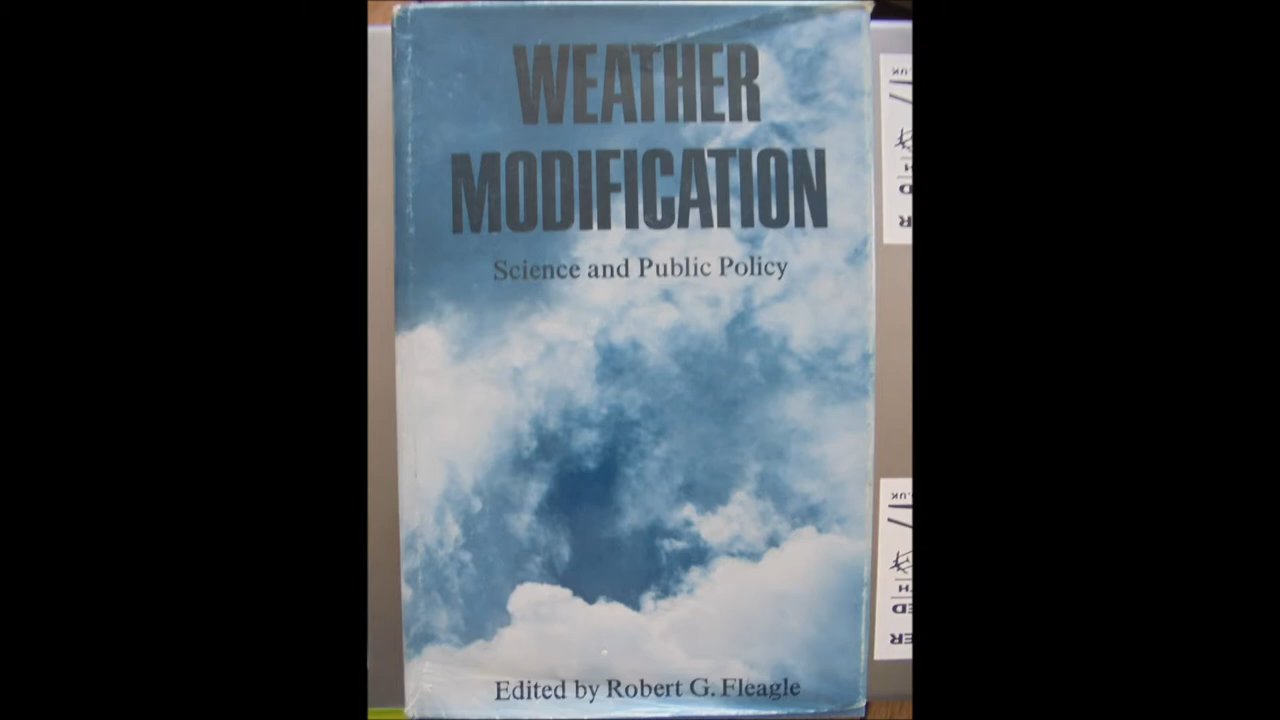 WEATHER
MODIFICATION
Science and Public Policy
Edited by Robert G. Fleagle